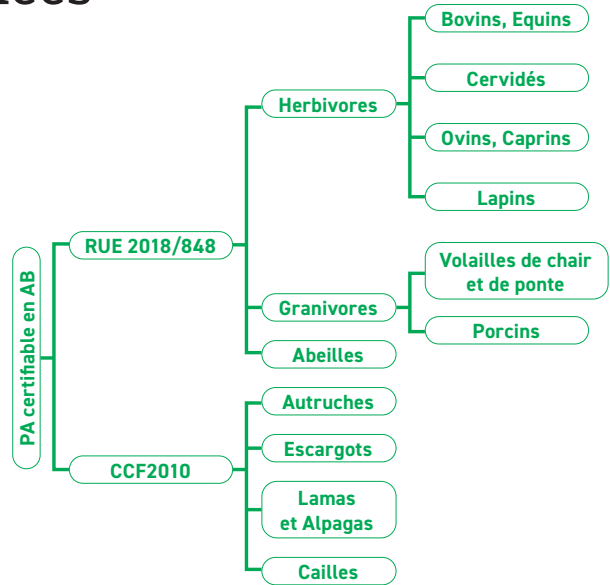 PA certifiable en AB
RUE 2018/848
Herbivores
Bovins, Equins
Cervidés
Ovins, Caprins
Lapins
Granivores
Volailles de chair
et de ponte
Porcins
Abeilles
CCF2010
Autruches
Escargots
Lamas
et Alpagas
Cailles